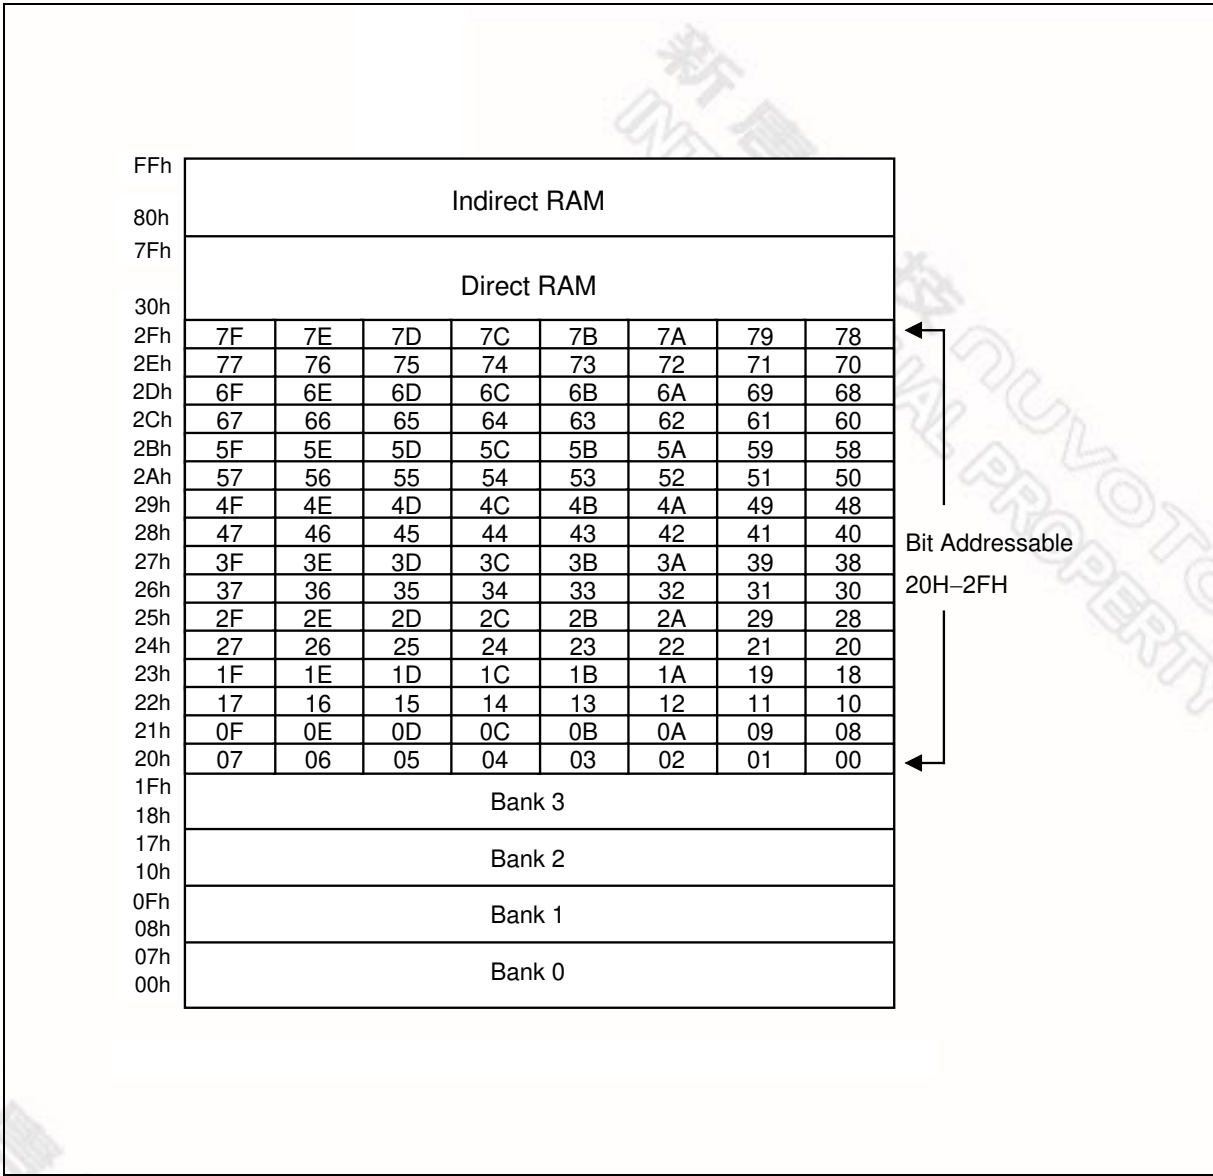 新唐
FFh
Indirect RAM
80h
7Fh
Direct RAM
30h
2Fh 7F 7E 7D 7C 7B 7A 79 78
2Eh 77 76 75 74 73 72 71 70
2Dh 6F 6E 6D 6C 6B 6A 69 68
2Ch 67 66 65 64 63 62 61 60
2Bh 5F 5E 5D 5C 5B 5A 59 58
2Ah 57 56 55 54 53 52 51 50
29h 4F 4E 4D 4C 4B 4A 49 48
28h 47 46 45 44 43 42 41 40
27h 3F 3E 3D 3C 3B 3A 39 38
26h 37 36 35 34 33 32 31 30
25h 2F 2E 2D 2C 2B 2A 29 28
24h 27 26 25 24 23 22 21 20
23h 1F 1E 1D 1C 1B 1A 19 18
22h 17 16 15 14 13 12 11 10
21h 0F 0E 0D 0C 0B 0A 09 08
20h 07 06 05 04 03 02 01 00
Bit Addressable
20H–2FH
1Fh
Bank 3
18h
17h
Bank 2
10h
0Fh
Bank 1
08h
07h
Bank 0
00h
技 nuvoTo
PROPERTY